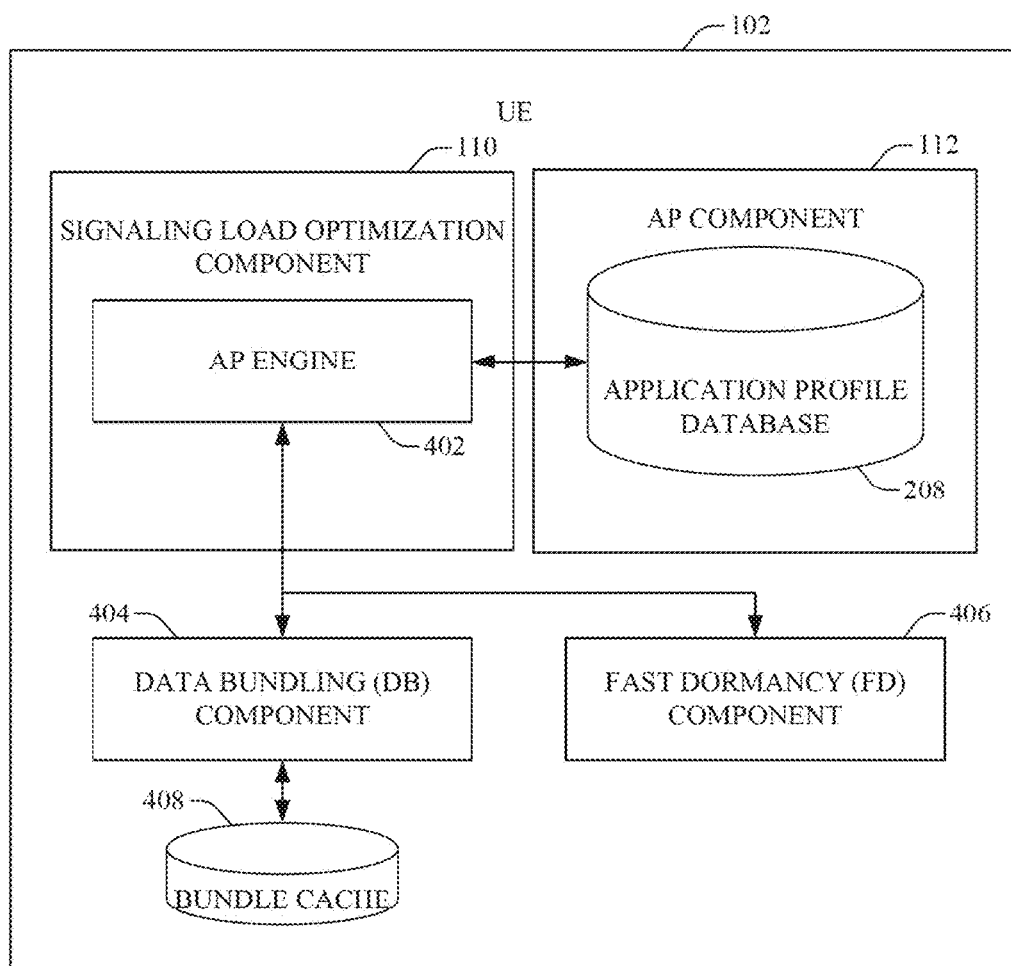 102
UE
110
112
SIGNALING LOAD OPTIMIZATION
COMPONENT
AP COMPONENT
AP ENGINE
402
APPLICATION PROFILE
DATABASE
208
404
406
DATA BUNDLING (DB)
COMPONENT
FAST DORMANCY (FD)
COMPONENT
408
BUNDLE CACHE